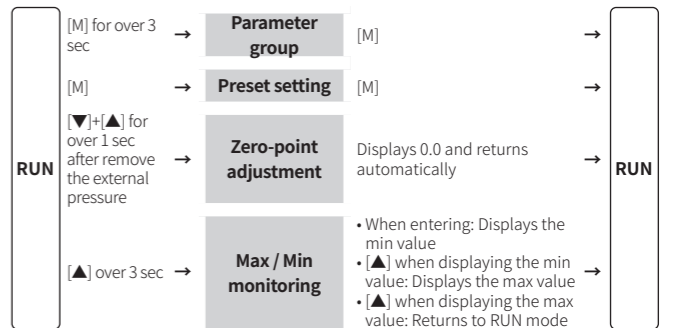 RUN
[M] for over 3
sec
→
Parameter
group
[M]
→
[M]
→
Preset setting
[M]
→
[▼]+[▲] for
over 1 sec
after remove
the external
pressure
→
Zero-point
adjustment
Displays 0.0 and returns
automatically
→
[▲] over 3 sec
→
Max / Min
monitoring
• When entering: Displays the
min value
• [▲] when displaying the min
value: Displays the max value
• [▲] when displaying the max
value: Returns to RUN mode
→
RUN